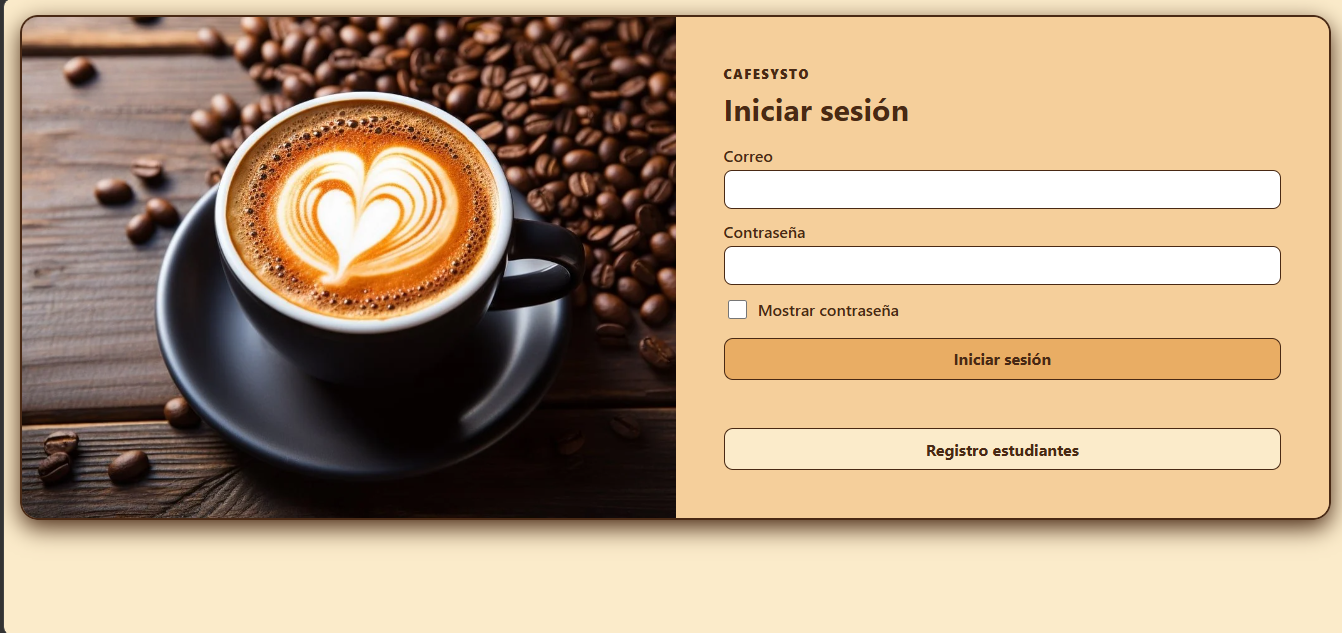 CAFESYSTO
Iniciar sesión
Correo
Contraseña
Mostrar contraseña
Iniciar sesión
Registro estudiantes